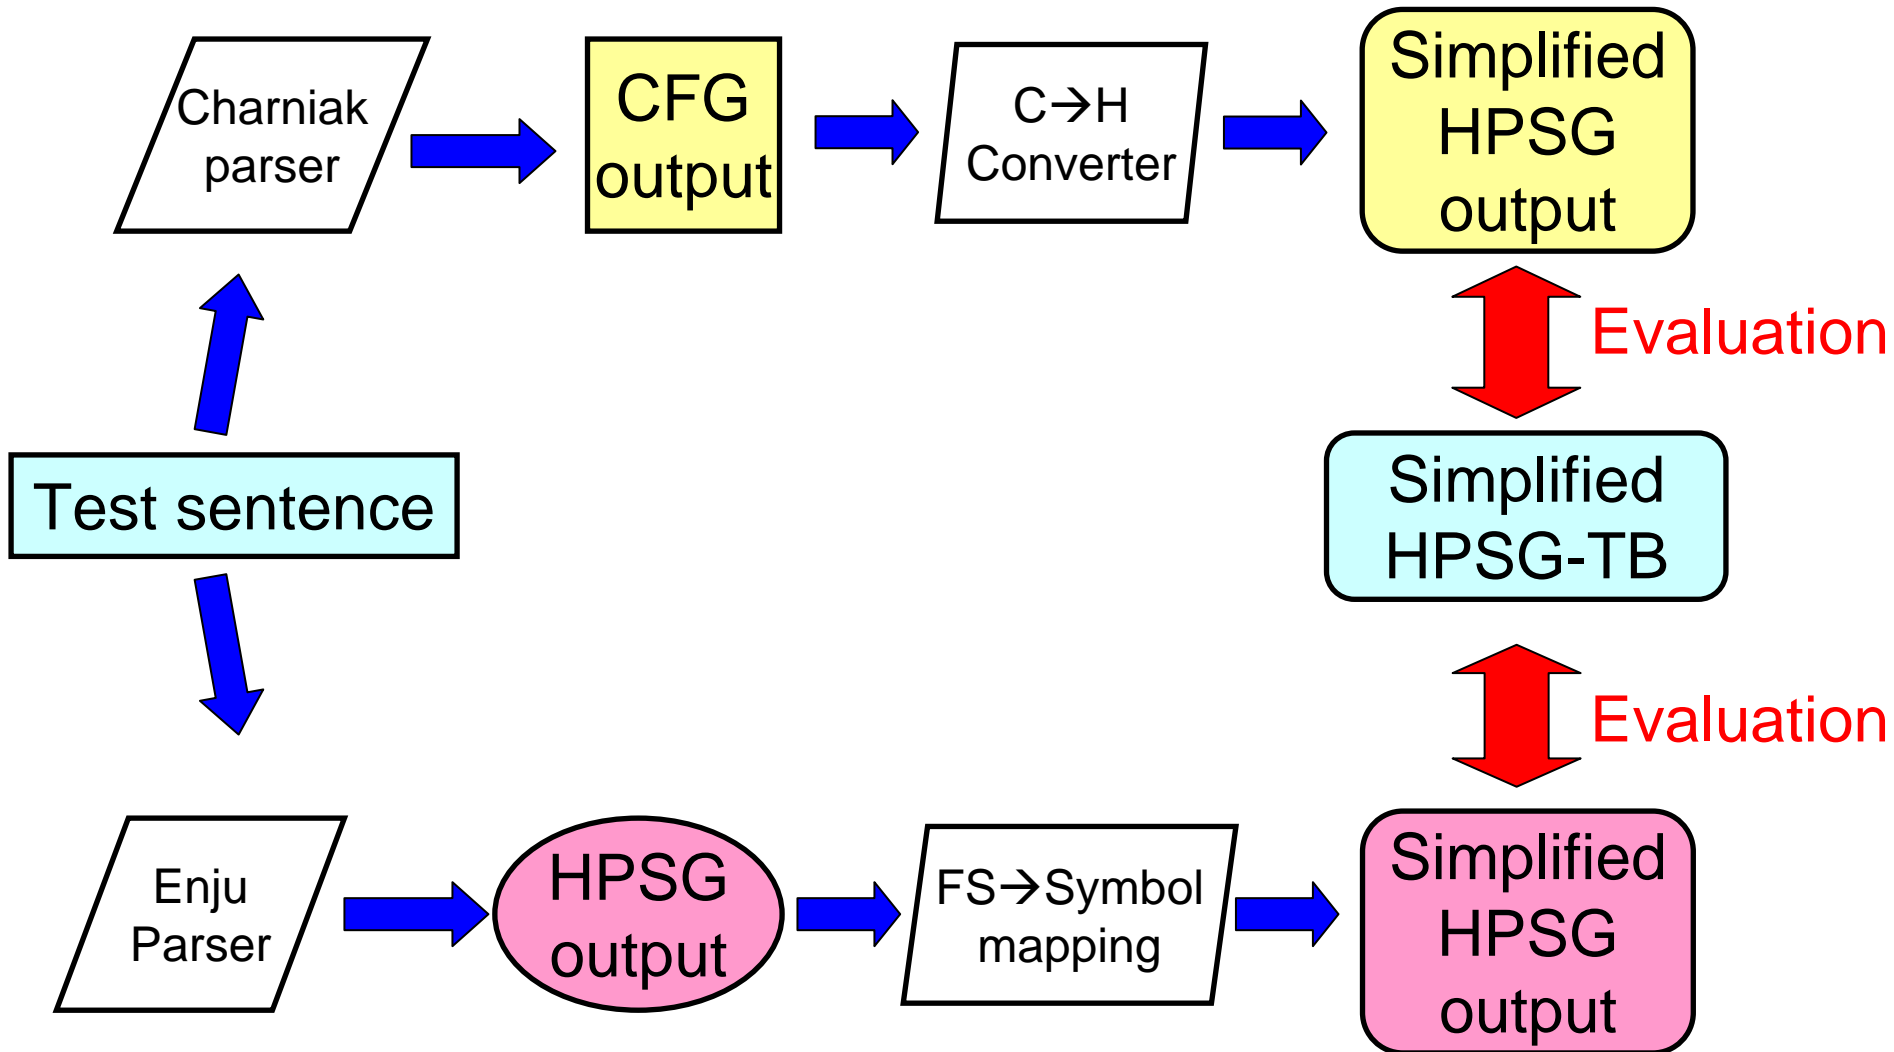 Charniak
parser
CFG
output
C→H
Converter
Simplified
HPSG
output
Evaluation
Test sentence
Simplified
HPSG-TB
Evaluation
Enju
Parser
HPSG
output
FS→Symbol
mapping
Simplified
HPSG
output